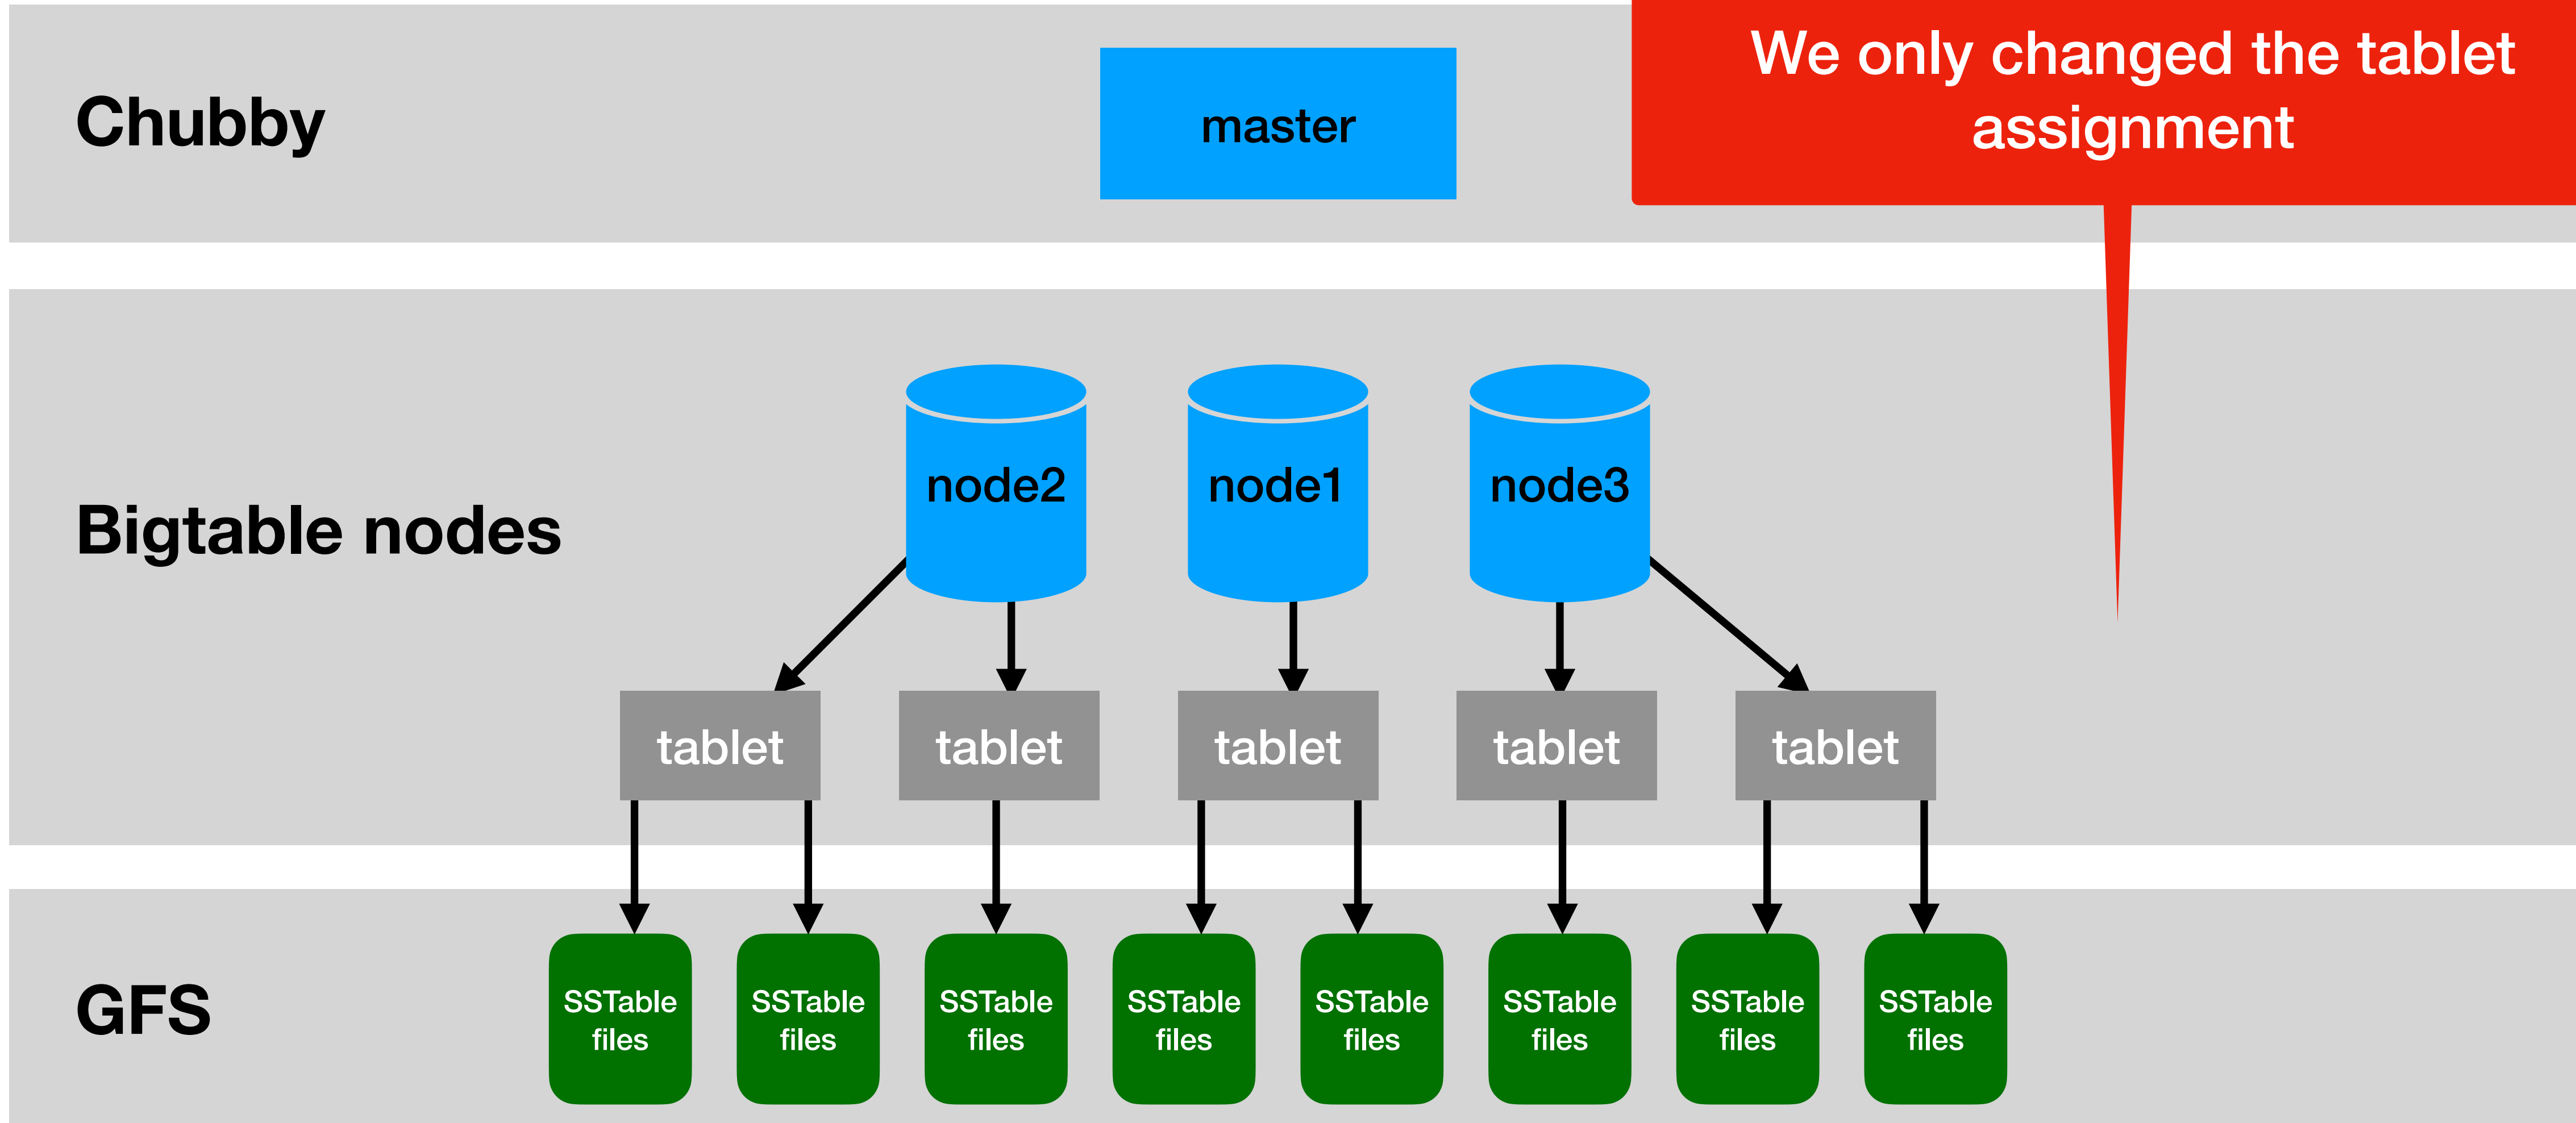 Chubby
master
We only changed the tablet
assignment
Bigtable nodes
node2
node1
node3
tablet
tablet
tablet
tablet
tablet
GFS
SSTable
files
SSTable
files
SSTable
files
SSTable
files
SSTable
files
SSTable
files
SSTable
files
SSTable
files